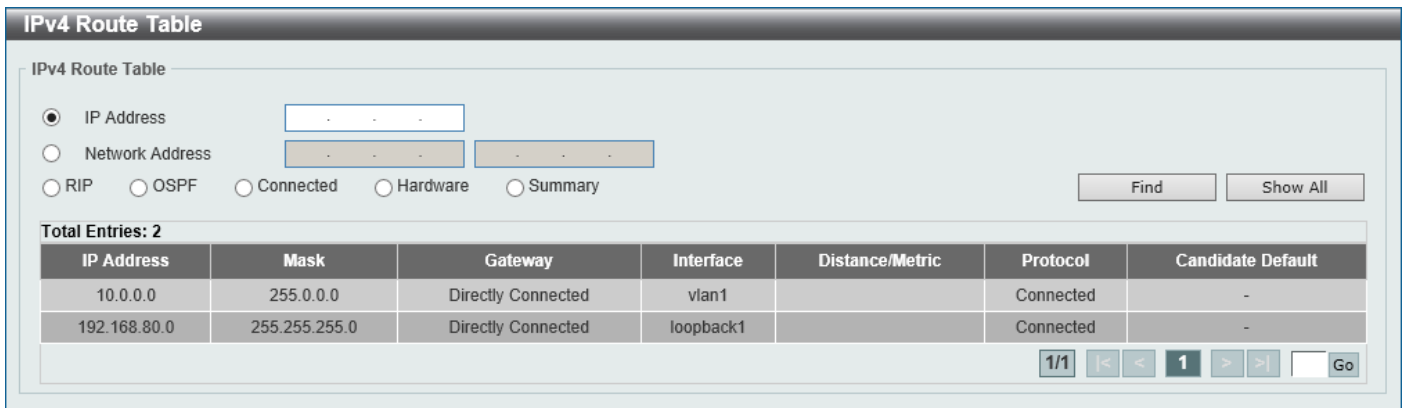 IPv4 Route Table
IPv4 Route Table
IP Address . . .
Network Address . . . . . .
RIP OSPF Connected Hardware Summary Find Show All
Total Entries: 2
IP Address Mask Gateway Interface Distance/Metric Protocol Candidate Default
10.0.0.0 255.0.0.0 Directly Connected vlan1 Connected -
192.168.80.0 255.255.255.0 Directly Connected loopback1 Connected -
1/1 |< < 1 > >| Go